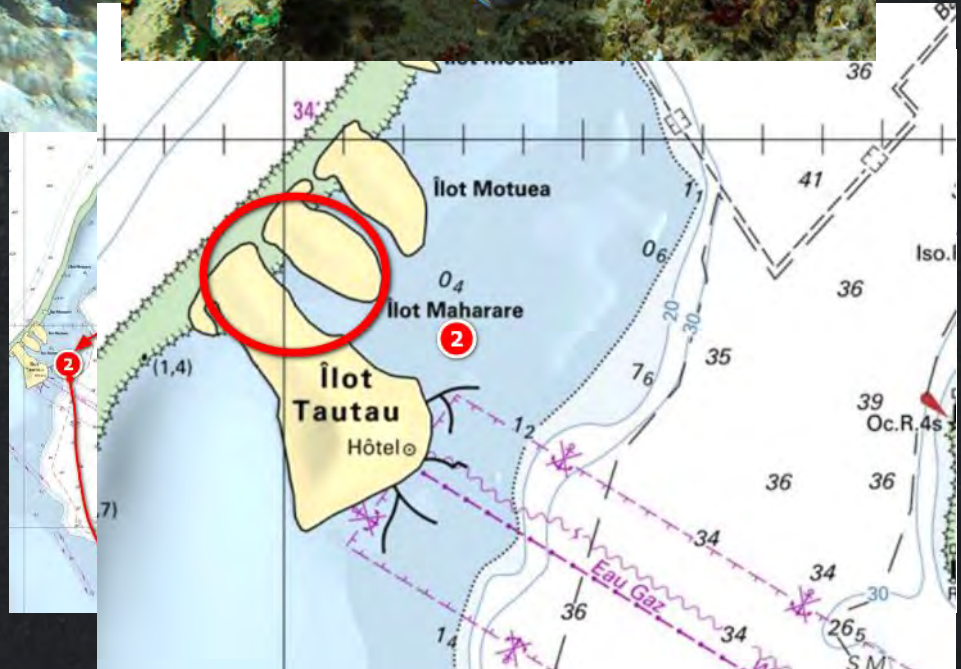 34
36
Îlot Motuea
41
1₁
0₆
Iso.
0₄
36
Îlot Maharare
2
20
30
35
2
(1,4)
7₆
Îlot
Tautau
39
Oc.R.4s
1₂
Hôtel
36
36
,7)
34
Eau Gaz
34
30
36
26₅
1₄
34
S.M